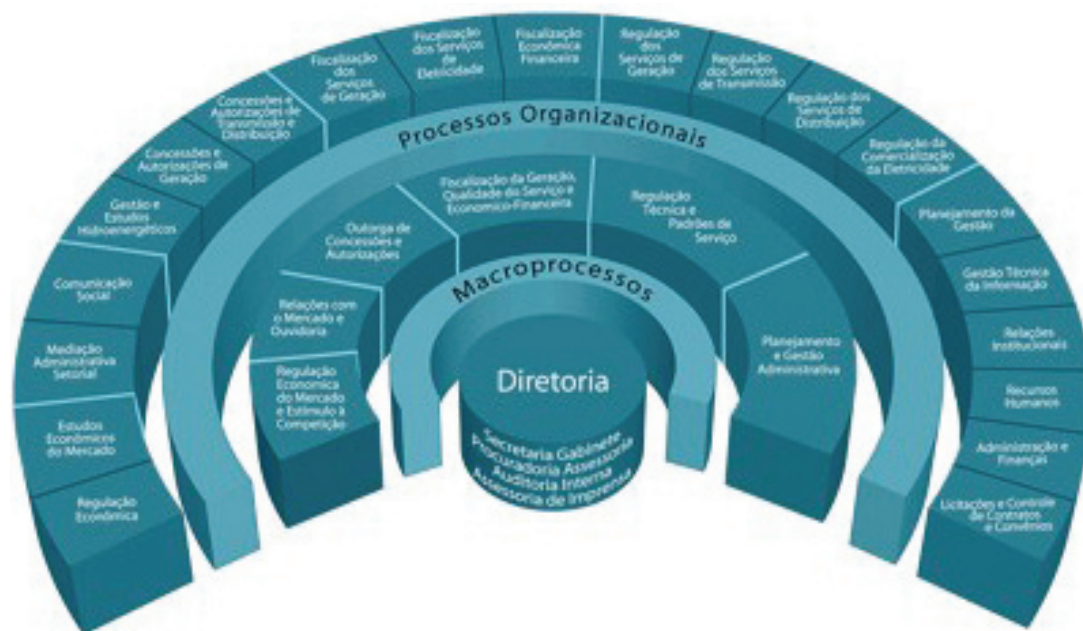 Regulação
Econômica
Estudos
Econômicos
do Mercado
Mediação
Administrativa
Setorial
Comunicação
Social
Gestão e
Estudos
Hidroenergéticos
Concessões e
Autorizações de
Geração
Concessões e
Autorizações de
Transmissão e
Distribuição
Fiscalização
dos
Serviços
de Geração
Fiscalização
dos Serviços
de
Eletricidade
Fiscalização
Econômica
Financeira
Regulação
dos
Serviços
de Geração
Regulação
dos Serviços
de Transmissão
Regulação dos
Serviços de
Distribuição
Regulação da
Comercialização
da Eletricidade
Planejamento da
Gestão
Gestão Técnica
da Informação
Relações
Institucionais
Recursos
Humanos
Administração e
Finanças
Licitações e Controle
de Contratos
e Convênios
Processos Organizacionais
Regulação
Economica
do Mercado
e Estímulo à
Competição
Relações com
o Mercado e
Ouvidoria
Outorga de
Concessões e
Autorizações
Fiscalização da Geração,
Qualidade do Serviço e
Economico-Financeira
Regulação
Técnica e
Padrões de
Serviço
Planejamento
e Gestão
Administrativa
Macroprocessos
Diretoria
Secretaria Gabinete
Procuradoria Assessoria
Auditoria Interna
Assessoria de Imprensa